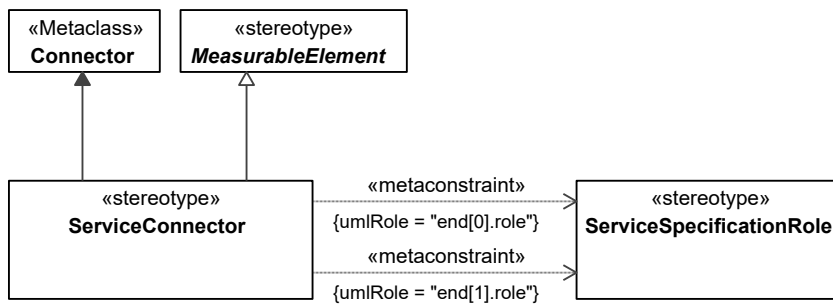 «Metaclass»
Connector
«stereotype»
MeasurableElement
«stereotype»
ServiceConnector
«metaconstraint»
{umlRole = "end[0].role"}
«metaconstraint»
{umlRole = "end[1].role"}
«stereotype»
ServiceSpecificationRole